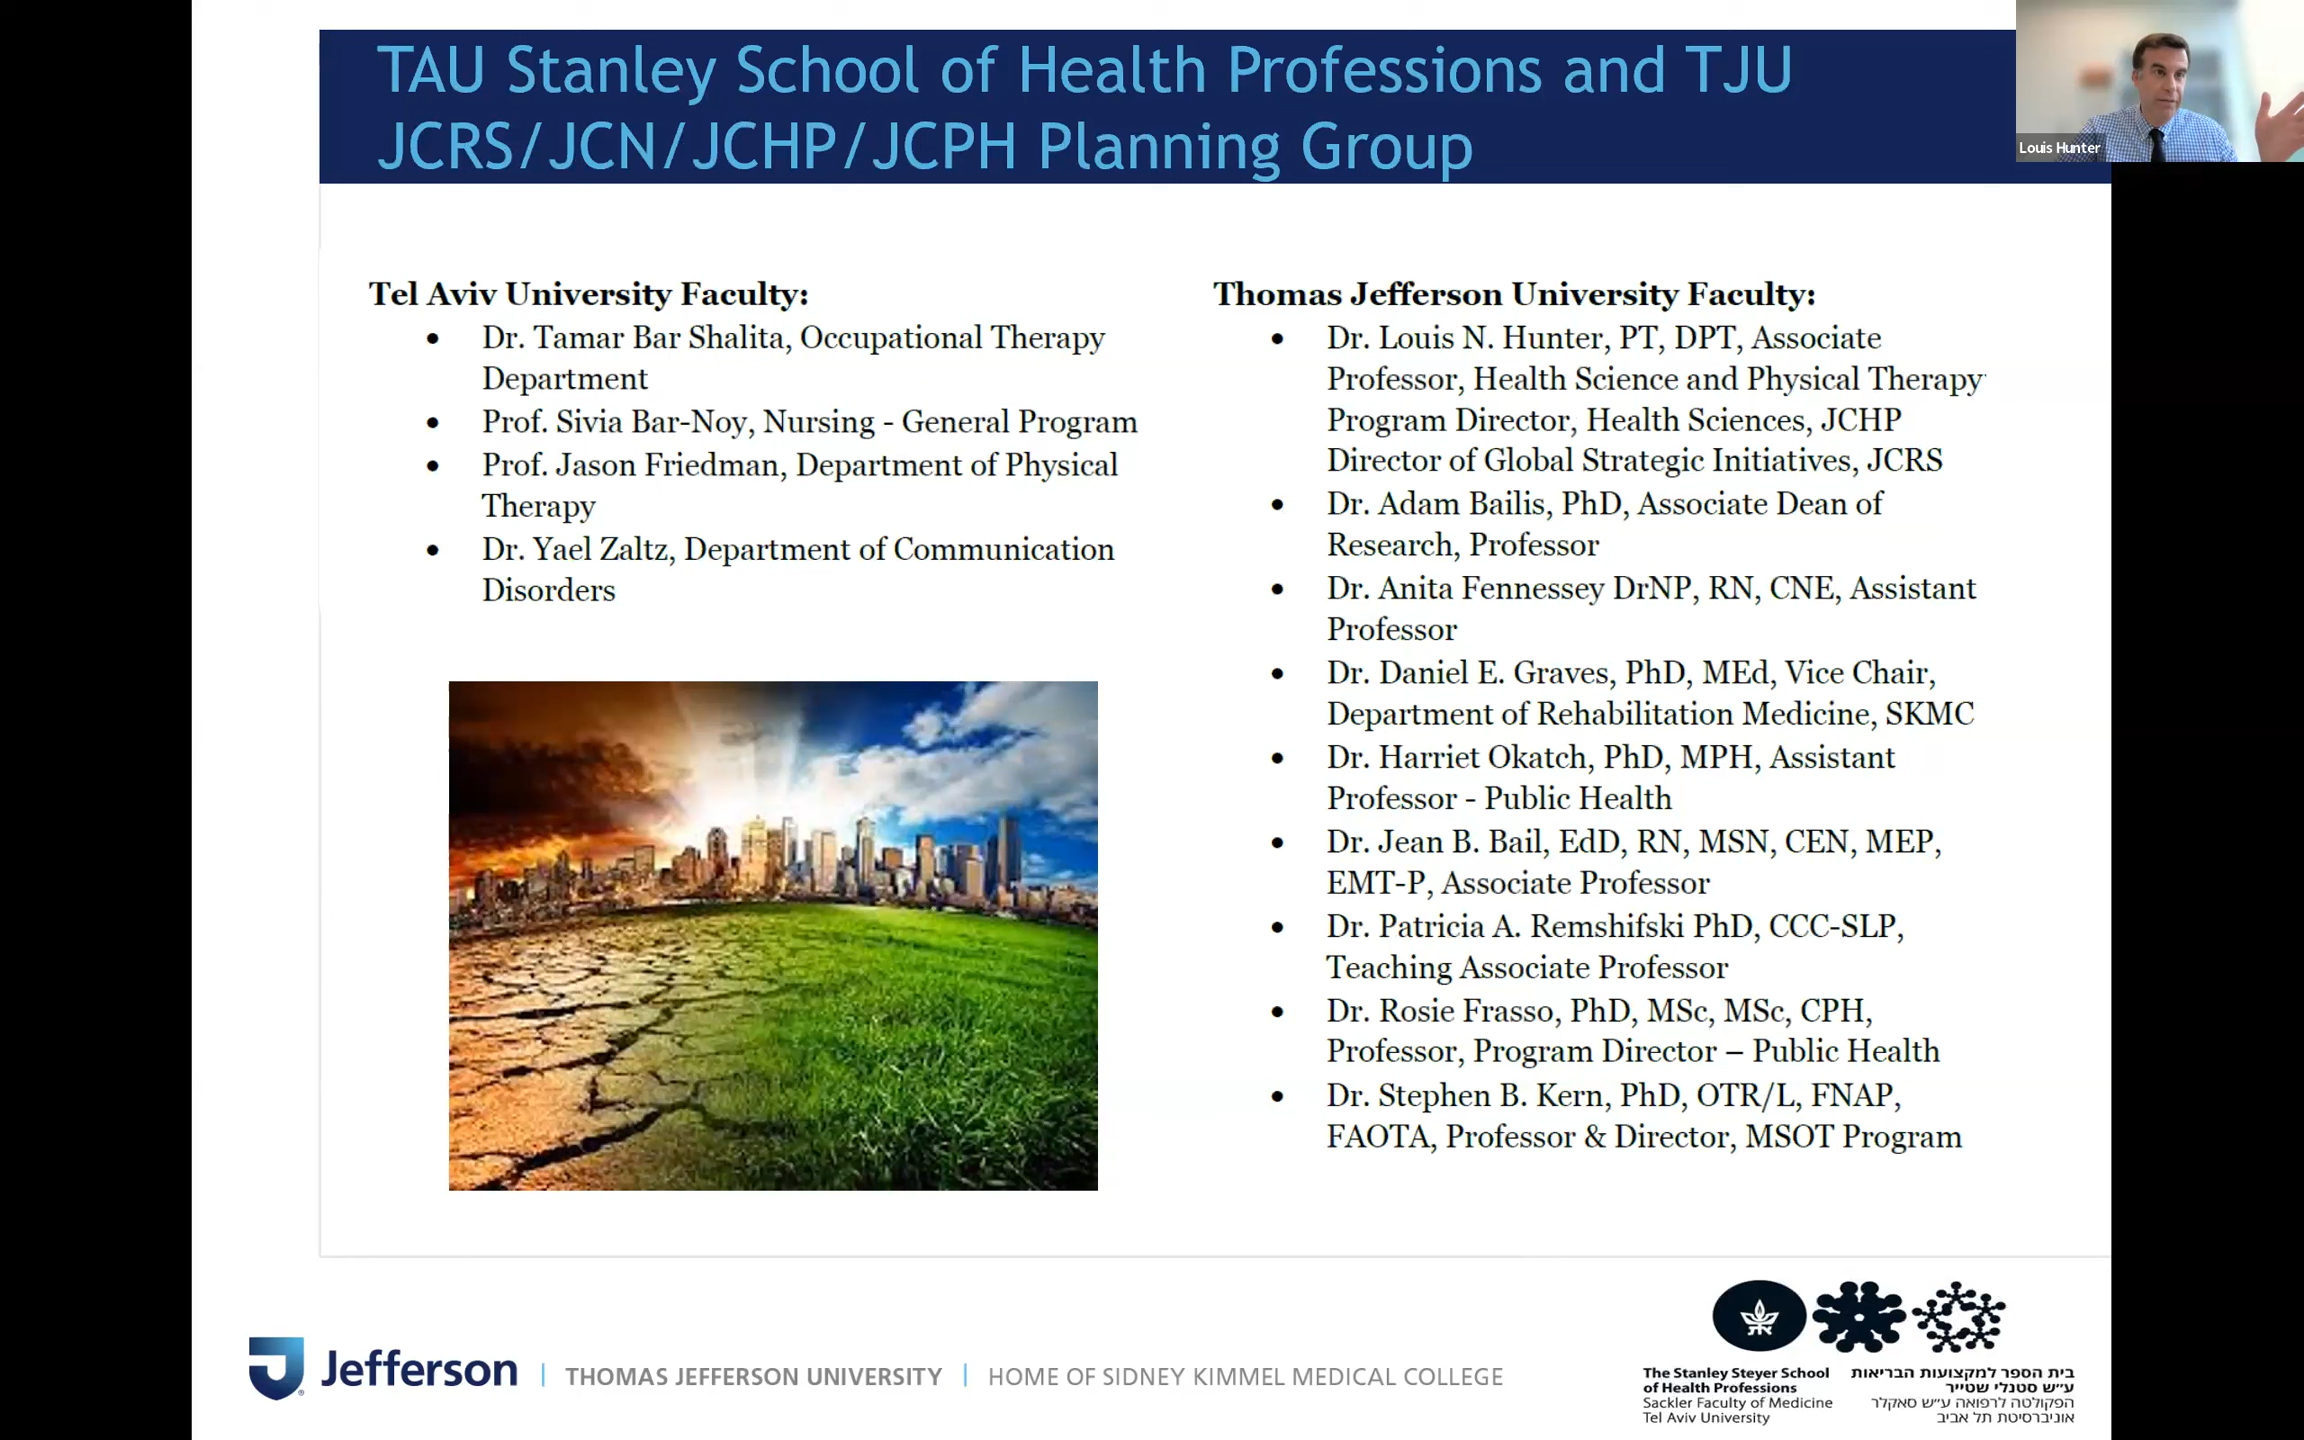 TAU Stanley School of Health Professions and TJU
JCRS/JCN/JCHP/JCPH Planning Group
Louis Hunter
Tel Aviv University Faculty:
• Dr. Tamar Bar Shalita, Occupational Therapy
Department
• Prof. Sivia Bar-Noy, Nursing - General Program
• Prof. Jason Friedman, Department of Physical
Therapy
• Dr. Yael Zaltz, Department of Communication
Disorders
Thomas Jefferson University Faculty:
• Dr. Louis N. Hunter, PT, DPT, Associate
Professor, Health Science and Physical Therapy
Program Director, Health Sciences, JCHP
Director of Global Strategic Initiatives, JCRS
• Dr. Adam Bailis, PhD, Associate Dean of
Research, Professor
• Dr. Anita Fennessey DrNP, RN, CNE, Assistant
Professor
• Dr. Daniel E. Graves, PhD, MEd, Vice Chair,
Department of Rehabilitation Medicine, SKMC
• Dr. Harriet Okatch, PhD, MPH, Assistant
Professor - Public Health
• Dr. Jean B. Bail, EdD, RN, MSN, CEN, MEP,
EMT-P, Associate Professor
• Dr. Patricia A. Remshifski PhD, CCC-SLP,
Teaching Associate Professor
• Dr. Rosie Frasso, PhD, MSc, MSc, CPH,
Professor, Program Director – Public Health
• Dr. Stephen B. Kern, PhD, OTR/L, FNAP,
FAOTA, Professor & Director, MSOT Program
Jefferson | THOMAS JEFFERSON UNIVERSITY | HOME OF SIDNEY KIMMEL MEDICAL COLLEGE
The Stanley Steyer School
of Health Professions
Sackler Faculty of Medicine
Tel Aviv University
בית הספר למקצועות הבריאות
ע״ש סטנלי שטייר
הפקולטה לרפואה ע״ש סאקלר
אוניברסיטת תל אביב